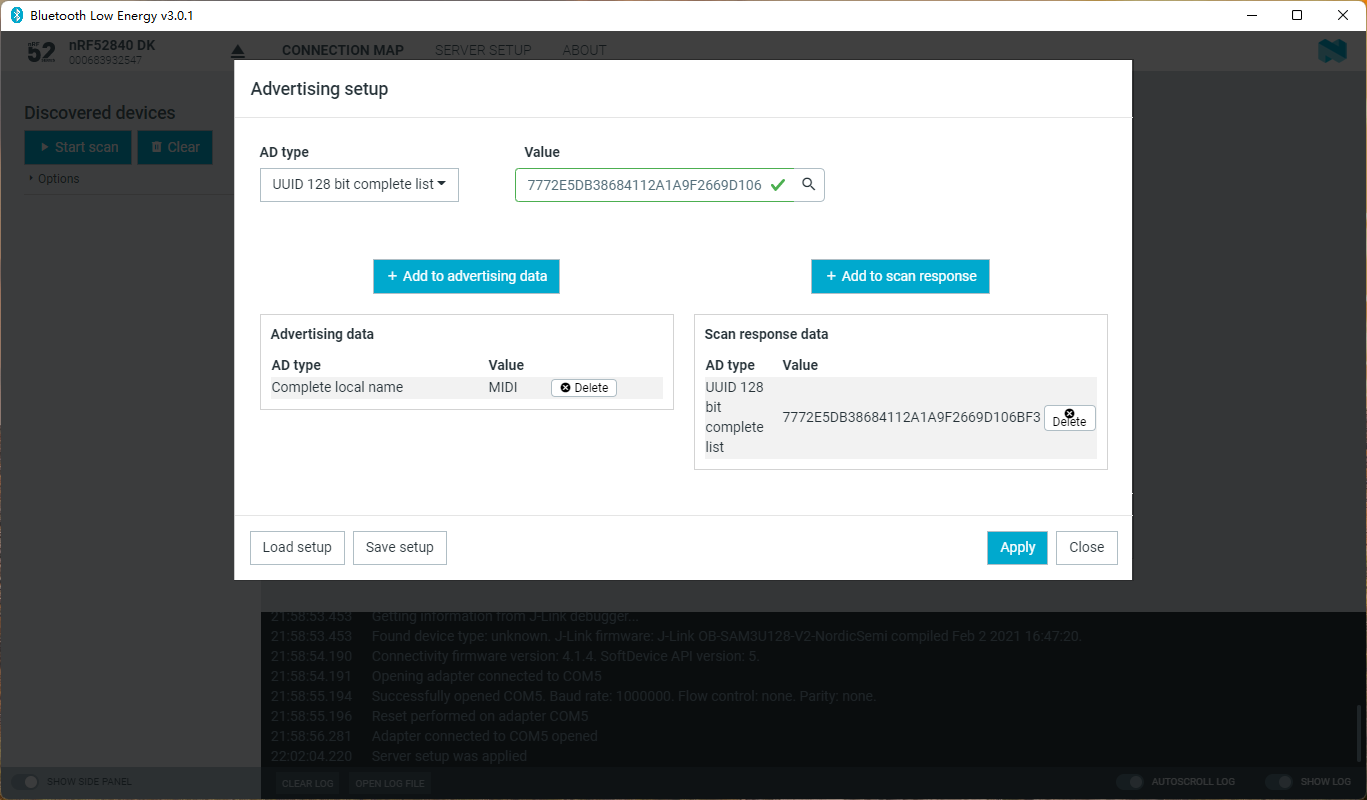 Bluetooth Low Energy v3.0.1
nRF
52
nRF52840 DK
000683932547
CONNECTION MAP
SERVER SETUP
ABOUT
Advertising setup
Discovered devices
Start scan
Clear
Options
AD type
Value
UUID 128 bit complete list
7772E5DB38684112A1A9F2669D106
+ Add to advertising data
+ Add to scan response
Advertising data
AD type Value
Complete local name MIDI Delete
Scan response data
AD type Value
UUID 128
bit
complete
list
7772E5DB38684112A1A9F2669D106BF3
Delete
Load setup
Save setup
Apply
Close
21:58:53.453 Getting information from J-Link debugger...
21:58:53.453 Found device type: unknown. J-Link firmware: J-Link OB-SAM3U128-V2-NordicSemi compiled Feb 2 2021 16:47:20.
21:58:54.190 Connectivity firmware version: 4.1.4. SoftDevice API version: 5.
21:58:54.191 Opening adapter connected to COM5
21:58:55.194 Successfully opened COM5. Baud rate: 1000000. Flow control: none. Parity: none.
21:58:55.196 Reset performed on adapter COM5
21:58:56.281 Adapter connected to COM5 opened
22:02:04.220 Server setup was applied
SHOW SIDE PANEL
CLEAR LOG
OPEN LOG FILE
AUTOSCROLL LOG
SHOW LOG